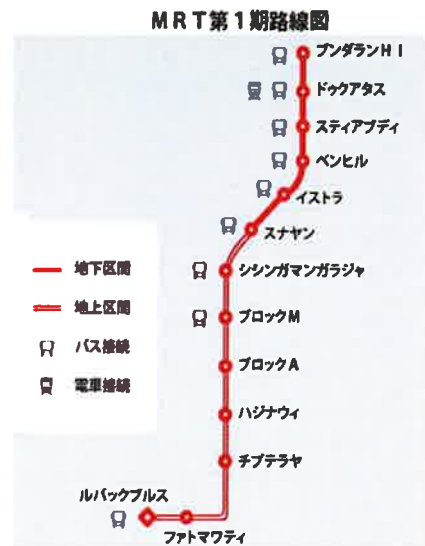 MRT第1期路線図
ブンダランHI
ドゥクアタス
スティアブディ
ベンヒル
イストラ
スナヤン
シシンガマンガラジャ
ブロックM
ブロックA
ハジナウィ
チプテラヤ
ルバックブルス
ファトマワティ
地下区間
地上区間
バス接続
電車接続